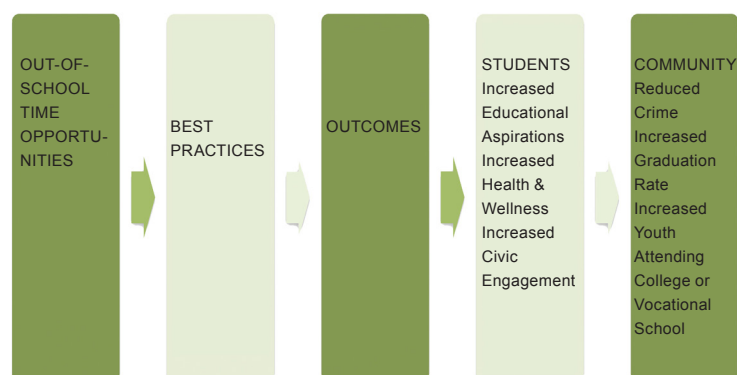 OUT-OF-
SCHOOL
TIME
OPPORTU-
NITIES
BEST
PRACTICES
OUTCOMES
STUDENTS
Increased
Educational
Aspirations
Increased
Health &
Wellness
Increased
Civic
Engagement
COMMUNITY
Reduced
Crime
Increased
Graduation
Rate
Increased
Youth
Attending
College or
Vocational
School